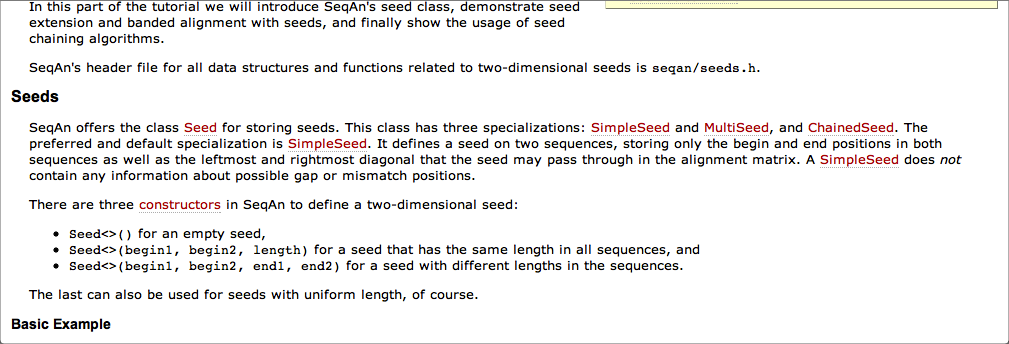 In this part of the tutorial we will introduce SeqAn's seed class, demonstrate seed
extension and banded alignment with seeds, and finally show the usage of seed
chaining algorithms.
SeqAn's header file for all data structures and functions related to two-dimensional seeds is seqan/seeds.h.
Seeds
SeqAn offers the class Seed for storing seeds. This class has three specializations: SimpleSeed and MultiSeed, and ChainedSeed. The
preferred and default specialization is SimpleSeed. It defines a seed on two sequences, storing only the begin and end positions in both
sequences as well as the leftmost and rightmost diagonal that the seed may pass through in the alignment matrix. A SimpleSeed does not
contain any information about possible gap or mismatch positions.
There are three constructors in SeqAn to define a two-dimensional seed:
• Seed<>() for an empty seed,
• Seed<>(begin1, begin2, length) for a seed that has the same length in all sequences, and
• Seed<>(begin1, begin2, end1, end2) for a seed with different lengths in the sequences.
The last can also be used for seeds with uniform length, of course.
Basic Example